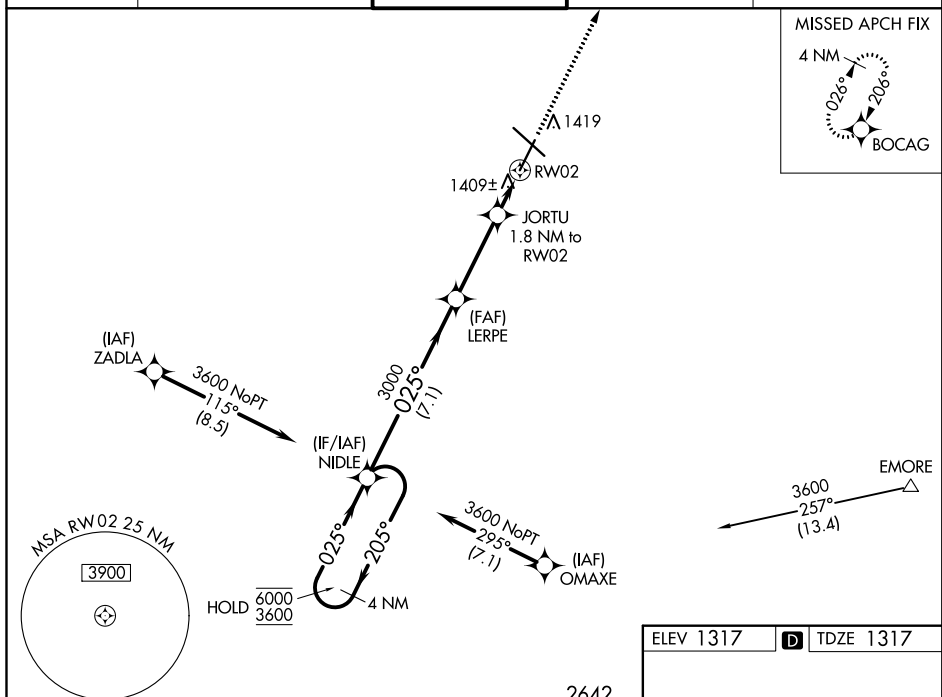 MISSED APCH FIX
4 NM
026°
206°
BOCAG
1419
RW02
1409±
JORTU
1.8 NM to
RW02
(FAF)
LERPE
(IAF)
ZADLA
3600 NoPT
115°
(8.5)
3000
025°
(7.1)
(IF/IAF)
NIDLE
EMORE
3600
257°
(13.4)
3600 NoPT
295°
(7.1)
(IAF)
OMAXE
025°
205°
HOLD
6000
3600
4 NM
MSA RW02 25 NM
3900
ELEV 1317
D
TDZE 1317
2642